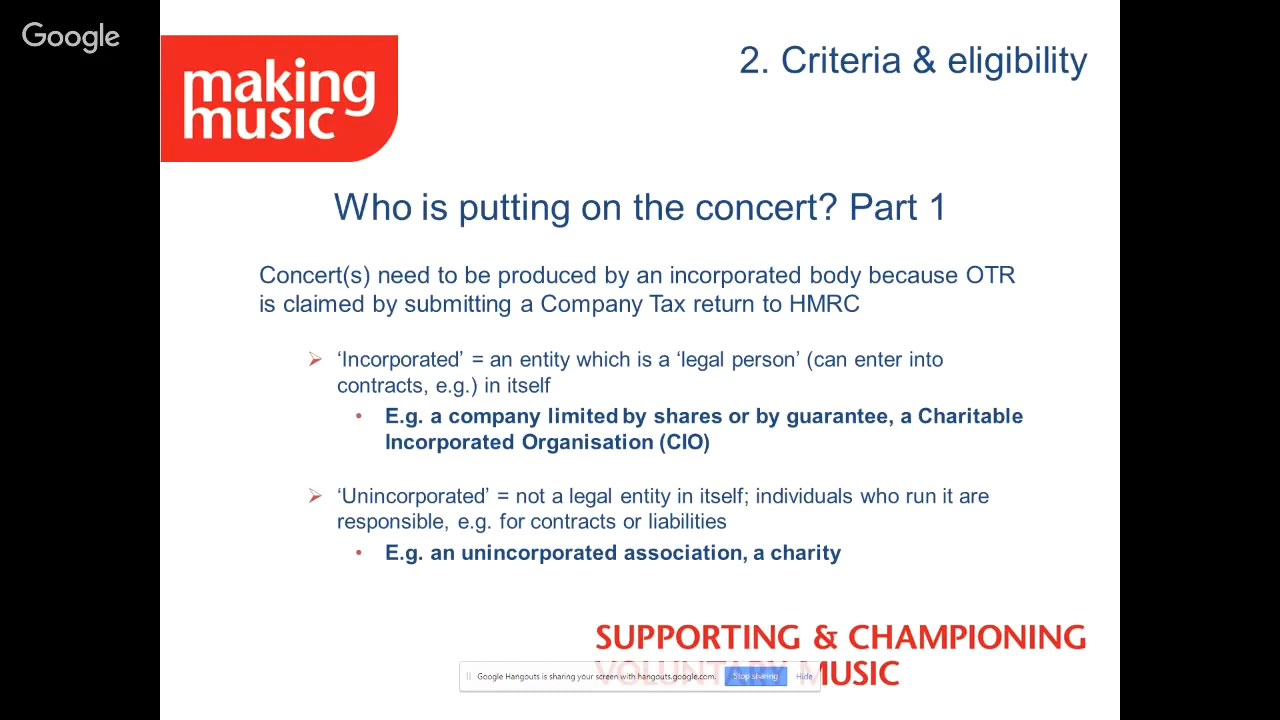 Google
making
music
2. Criteria & eligibility
Who is putting on the concert? Part 1
Concert(s) need to be produced by an incorporated body because OTR
is claimed by submitting a Company Tax return to HMRC
‘Incorporated’ = an entity which is a ‘legal person’ (can enter into
contracts, e.g.) in itself
• E.g. a company limited by shares or by guarantee, a Charitable
Incorporated Organisation (CIO)
‘Unincorporated’ = not a legal entity in itself; individuals who run it are
responsible, e.g. for contracts or liabilities
• E.g. an unincorporated association, a charity
SUPPORTING & CHAMPIONING
VOLUNTARY MUSIC
Google Hangouts is sharing your screen with hangouts.google.com.
Stop sharing
Hide